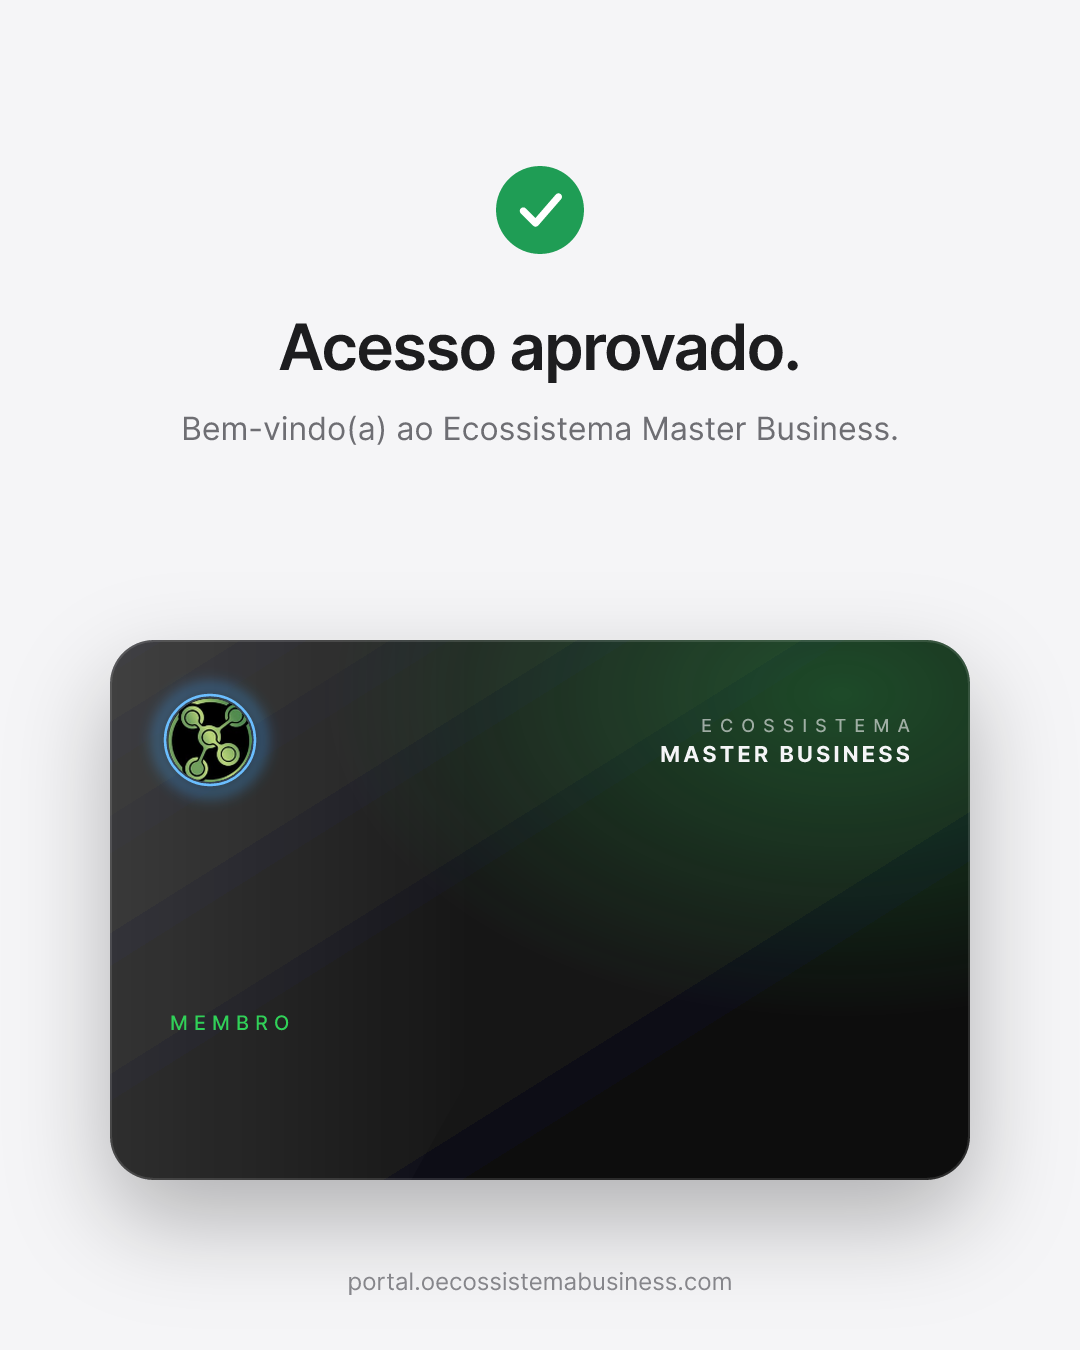 Acesso aprovado.
Bem-vindo(a) ao Ecossistema Master Business.
ECOSSISTEMA
MASTER BUSINESS
MEMBRO
portal.oecossistemabusiness.com